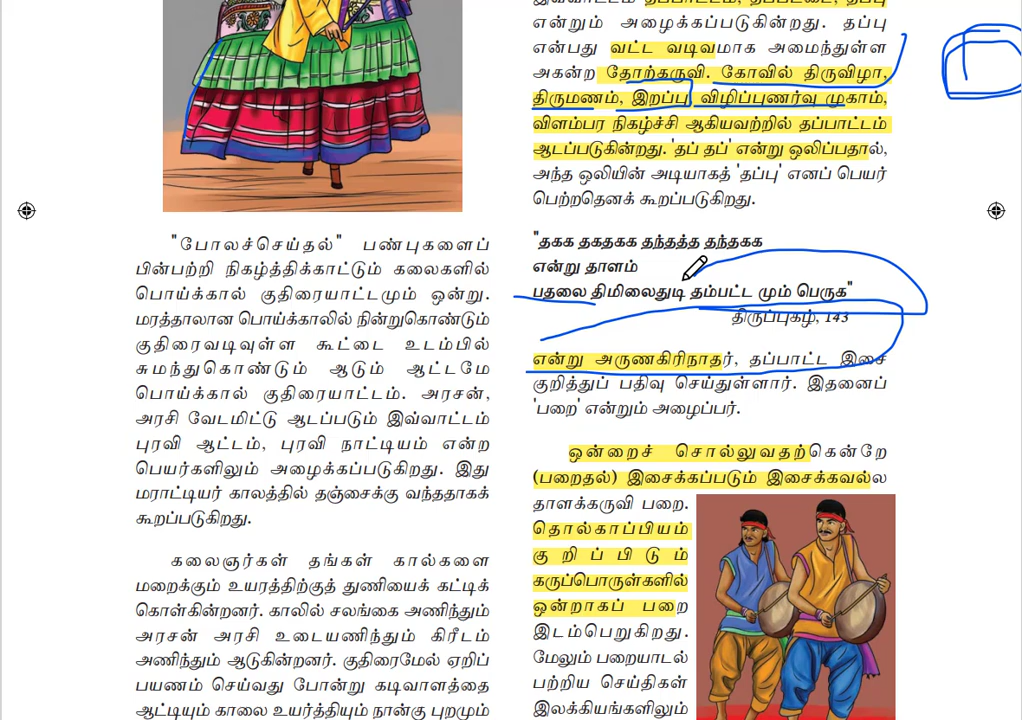 "போலச்செய்தல்" பண்புகளைப்
பின்பற்றி நிகழ்த்திக்காட்டும் கலைகளில்
பொய்க்கால் குதிரையாட்டமும் ஒன்று.
மரத்தாலான பொய்க்காலில் நின்றுகொண்டும்
குதிரைவடிவுள்ள கூட்டை உடம்பில்
சுமந்துகொண்டும் ஆடும் ஆட்டமே
பொய்க்கால் குதிரையாட்டம். அரசன்,
அரசி வேடமிட்டு ஆடப்படும் இவ்வாட்டம்
புரவி ஆட்டம், புரவி நாட்டியம் என்ற
பெயர்களிலும் அழைக்கப்படுகிறது. இது
மராட்டியர் காலத்தில் தஞ்சைக்கு வந்ததாகக்
கூறப்படுகிறது.
கலைஞர்கள் தங்கள் கால்களை
மறைக்கும் உயரத்திற்குத் துணியைக் கட்டிக்
கொள்கின்றனர். காலில் சலங்கை அணிந்தும்
அரசன் அரசி உடையணிந்தும் கிரீடம்
அணிந்தும் ஆடுகின்றனர். குதிரைமேல் ஏறிப்
பயணம் செய்வது போன்று கடிவாளத்தை
ஆட்டியும் காலை உயர்த்தியும் நான்கு புறமும்
இவ்வாட்டம் தப்பாட்டம், தப்பட்டை, தப்பு
என்றும் அழைக்கப்படுகின்றது. தப்பு
என்பது வட்ட வடிவமாக அமைந்துள்ள
அகன்ற தோற்கருவி. கோவில் திருவிழா,
திருமணம், இறப்பு, விழிப்புணர்வு முகாம்,
விளம்பர நிகழ்ச்சி ஆகியவற்றில் தப்பாட்டம்
ஆடப்படுகின்றது. 'தப் தப்' என்று ஒலிப்பதால்,
அந்த ஒலியின் அடியாகத் 'தப்பு' எனப் பெயர்
பெற்றதெனக் கூறப்படுகிறது.
"தகக தகதகக தந்தத்த தந்தகக
என்று தாளம்
பதலை திமிலைதுடி தம்பட்ட மும் பெருக"
திருப்புகழ், 143
என்று அருணகிரிநாதர், தப்பாட்ட இசை
குறித்துப் பதிவு செய்துள்ளார். இதனைப்
'பறை' என்றும் அழைப்பர்.
ஒன்றைச் சொல்லுவதற்கென்றே
(பறைதல்) இசைக்கப்படும் இசைக்கவல்ல
தாளக்கருவி பறை.
தொல்காப்பியம்
குறிப்பிடும்
கருப்பொருள்களில்
ஒன்றாகப் பறை
இடம்பெறுகிறது.
மேலும் பறையாடல்
பற்றிய செய்திகள்
இலக்கியங்களிலும்